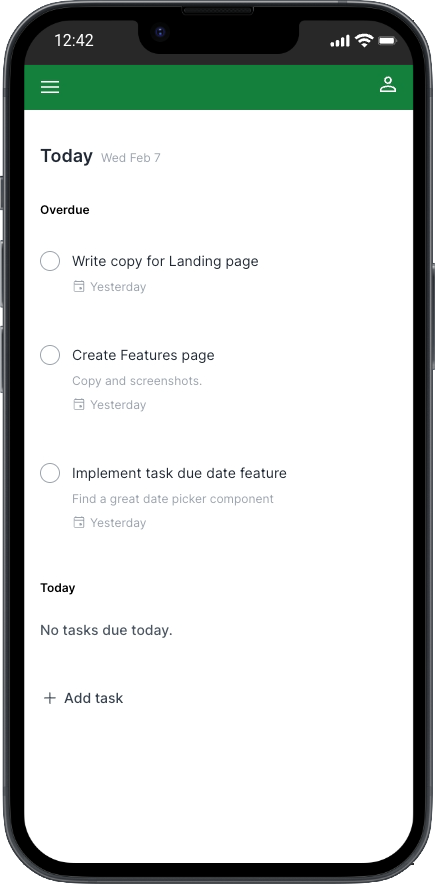 12:42
Today Wed Feb 7
Overdue
Write copy for Landing page
Yesterday
Create Features page
Copy and screenshots.
Yesterday
Implement task due date feature
Find a great date picker component
Yesterday
Today
No tasks due today.
Add task